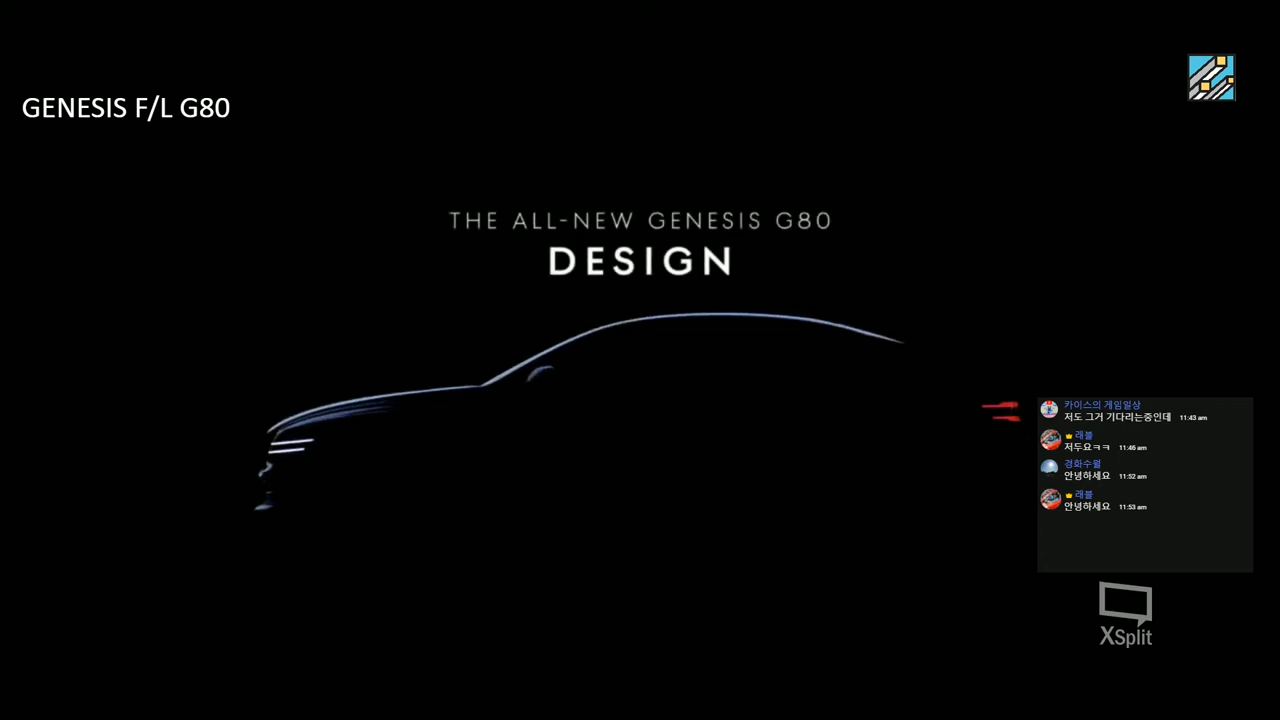 GENESIS F/L G80
THE ALL-NEW GENESIS G80
DESIGN
카이스의 게임일상
저도 그거 기다리는중인데 11:43 am
래블
저두요ㅋㅋ 11:46 am
경화수월
안녕하세요 11:52 am
래블
안녕하세요 11:53 am
XSplit